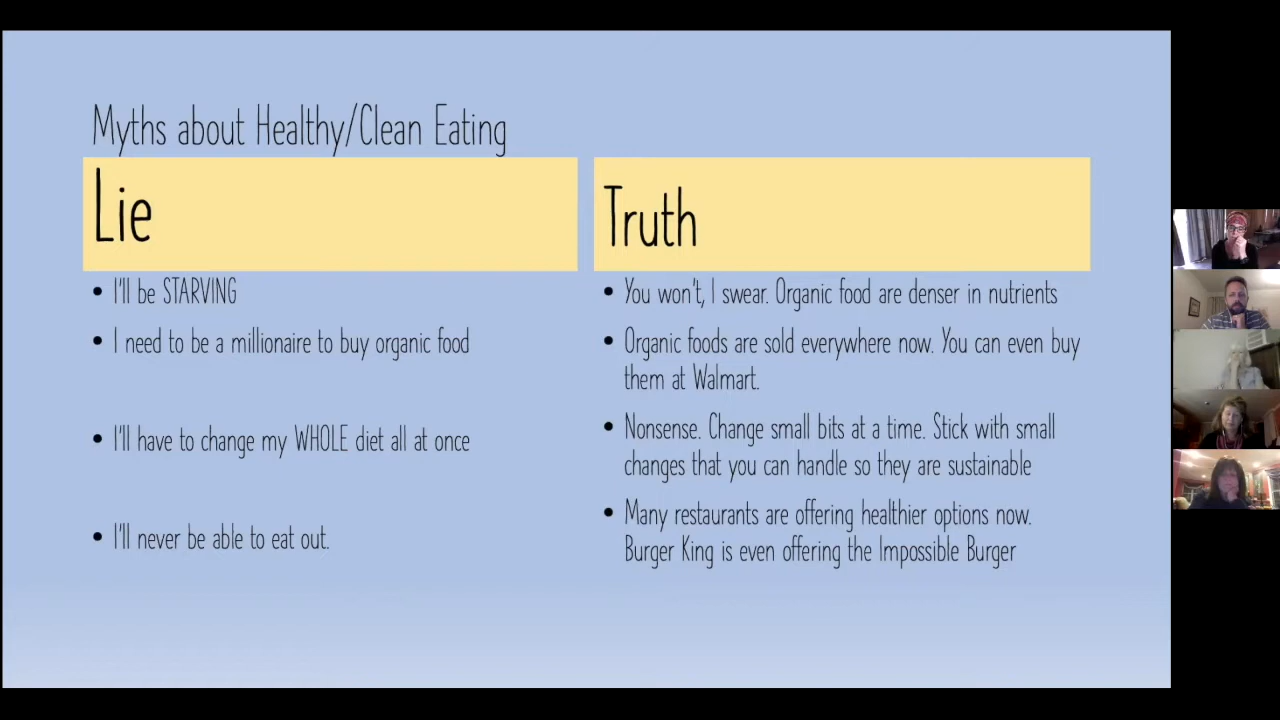 Myths about Healthy/Clean Eating
Lie
I'll be STARVING
I need to be a millionaire to buy organic food
I'll have to change my WHOLE diet all at once
I'll never be able to eat out.
Truth
You won't, I swear. Organic food are denser in nutrients
Organic foods are sold everywhere now. You can even buy
them at Walmart.
Nonsense. Change small bits at a time. Stick with small
changes that you can handle so they are sustainable
Many restaurants are offering healthier options now.
Burger King is even offering the Impossible Burger